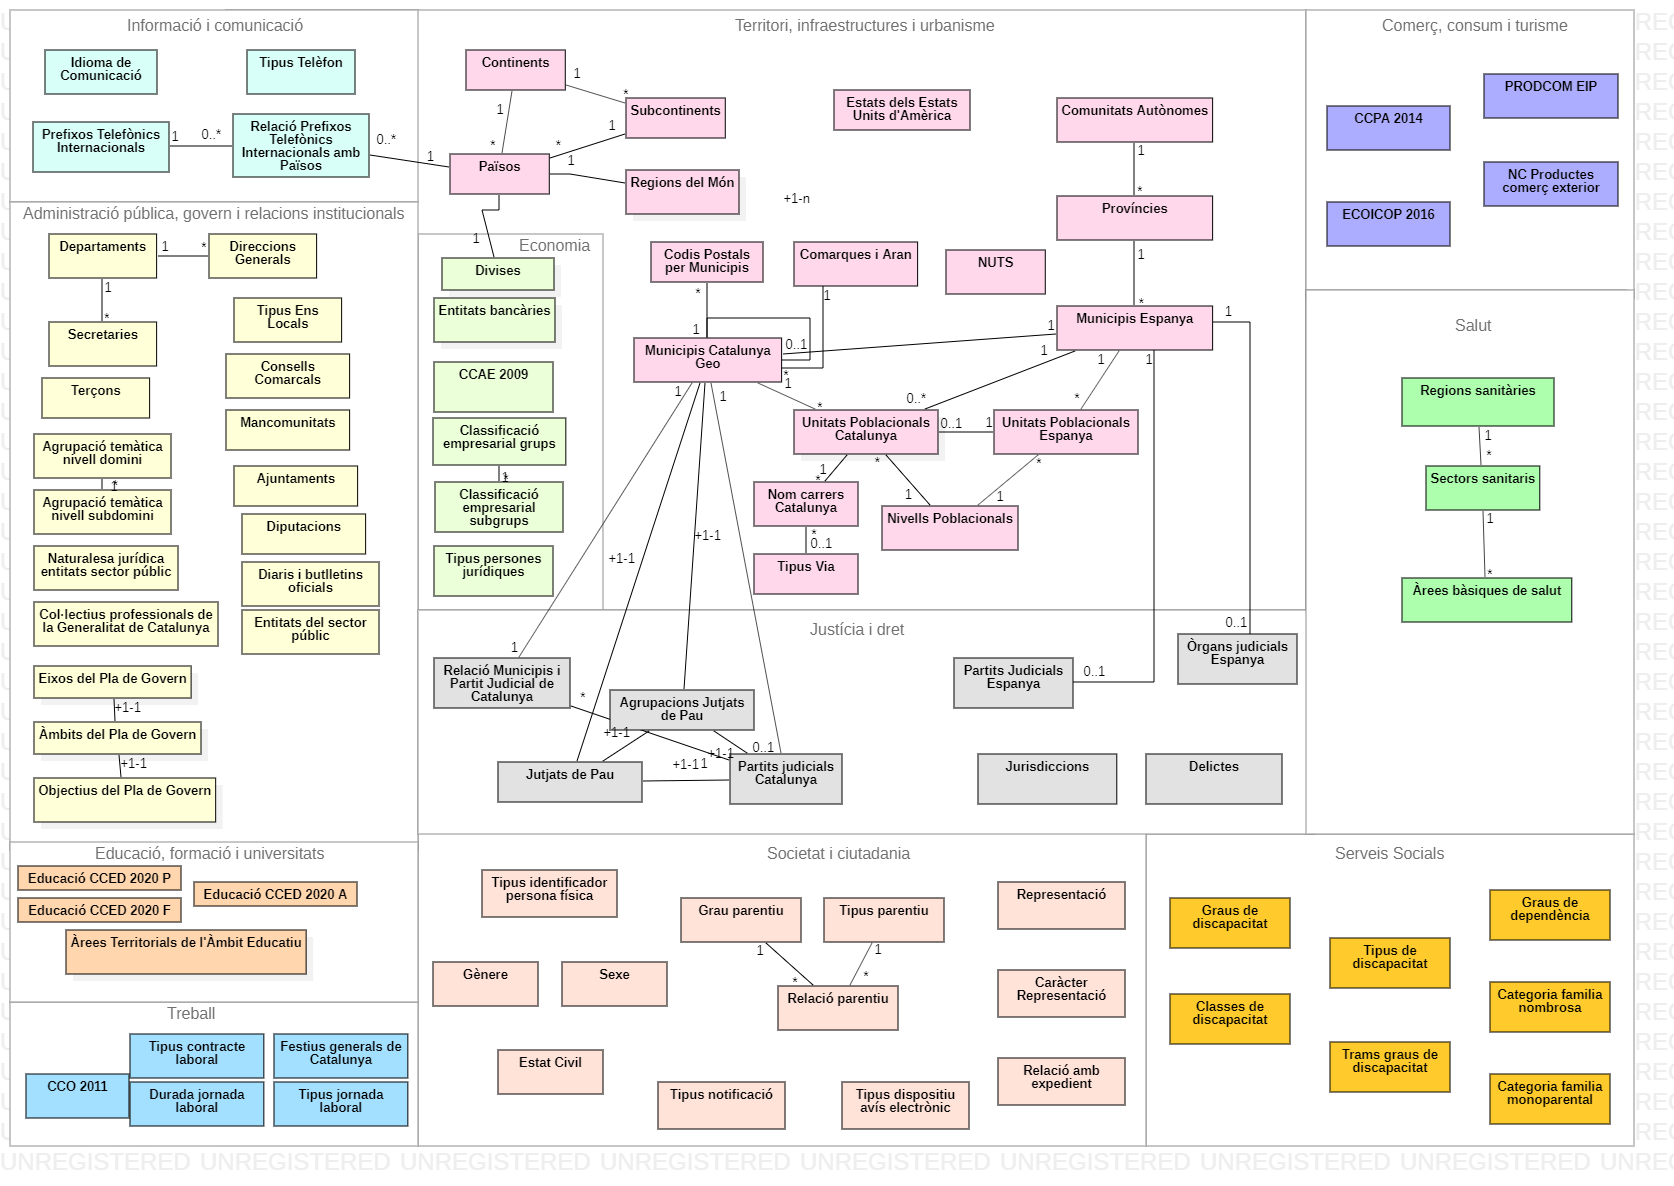 Informació i comunicació
Idioma de
Comunicació
Tipus Telèfon
Prefixos Telefònics
Internacionals
1
0..*
Relació Prefixos
Telefònics
Internacionals amb
Països
0..*
1
Territori, infraestructures i urbanisme
Continents
1
*
1
*
Subcontinents
1
*
Països
1
Regions del Món
+1-n
Estats dels Estats
Units d'Amèrica
Comunitats Autònomes
1
*
Províncies
1
*
Codis Postals
per Municipis
Comarques i Aran
NUTS
*
1
1
0..1
*
Municipis Catalunya
Geo
Municipis Espanya
1
1
1
1
1
1
*
0..*
*
Unitats Poblacionals
Catalunya
0..1
1
Unitats Poblacionals
Espanya
1
*
*
*
1
1
Nom carrers
Catalunya
Nivells Poblacionals
*
0..1
Tipus Via
1
1
+1-1
+1-1
Comerç, consum i turisme
PRODCOM EIP
CCPA 2014
NC Productes
comerç exterior
ECOICOP 2016
Administració pública, govern i relacions institucionals
Departaments
1
*
Direccions
Generals
1
*
Secretaries
Tipus Ens
Locals
Terçons
Consells
Comarcals
Mancomunitats
Agrupació temàtica
nivell domini
1
*
Agrupació temàtica
nivell subdomini
Ajuntaments
Diputacions
Naturalesa jurídica
entitats sector públic
Diaris i butlletins
oficials
Col·lectius professionals de
la Generalitat de Catalunya
Entitats del sector
públic
Eixos del Pla de Govern
+1-1
Àmbits del Pla de Govern
+1-1
Objectius del Pla de Govern
Economia
1
Divises
Entitats bancàries
CCAE 2009
Classificació
empresarial grups
1
*
Classificació
empresarial
subgrups
Tipus persones
jurídiques
Salut
Regions sanitàries
1
*
Sectors sanitaris
1
*
Àrees bàsiques de salut
Justícia i dret
1
Relació Municipis i
Partit Judicial de
Catalunya
*
Agrupacions Jutjats
de Pau
+1-1
+1-1
0..1
Jutjats de Pau
+1-1
1
Partits judicials
Catalunya
Partits Judicials
Espanya
0..1
0..1
Òrgans judicials
Espanya
Jurisdiccions
Delictes
Educació, formació i universitats
Educació CCED 2020 P
Educació CCED 2020 A
Educació CCED 2020 F
Àrees Territorials de l'Àmbit Educatiu
Treball
CCO 2011
Tipus contracte
laboral
Festius generals de
Catalunya
Durada jornada
laboral
Tipus jornada
laboral
Societat i ciutadania
Tipus identificador
persona física
Grau parentiu
Tipus parentiu
1
*
1
*
Relació parentiu
Gènere
Sexe
Estat Civil
Tipus notificació
Tipus dispositiu
avís electrònic
Representació
Caràcter
Representació
Relació amb
expedient
Serveis Socials
Graus de
discapacitat
Tipus de
discapacitat
Graus de
dependència
Classes de
discapacitat
Categoria familia
nombrosa
Trams graus de
discapacitat
Categoria familia
monoparental
UNREGISTERED UNREGISTERED UNREGISTERED UNREGISTERED UNREGISTERED UNREGISTERED UNREGISTERED UNREGISTERED